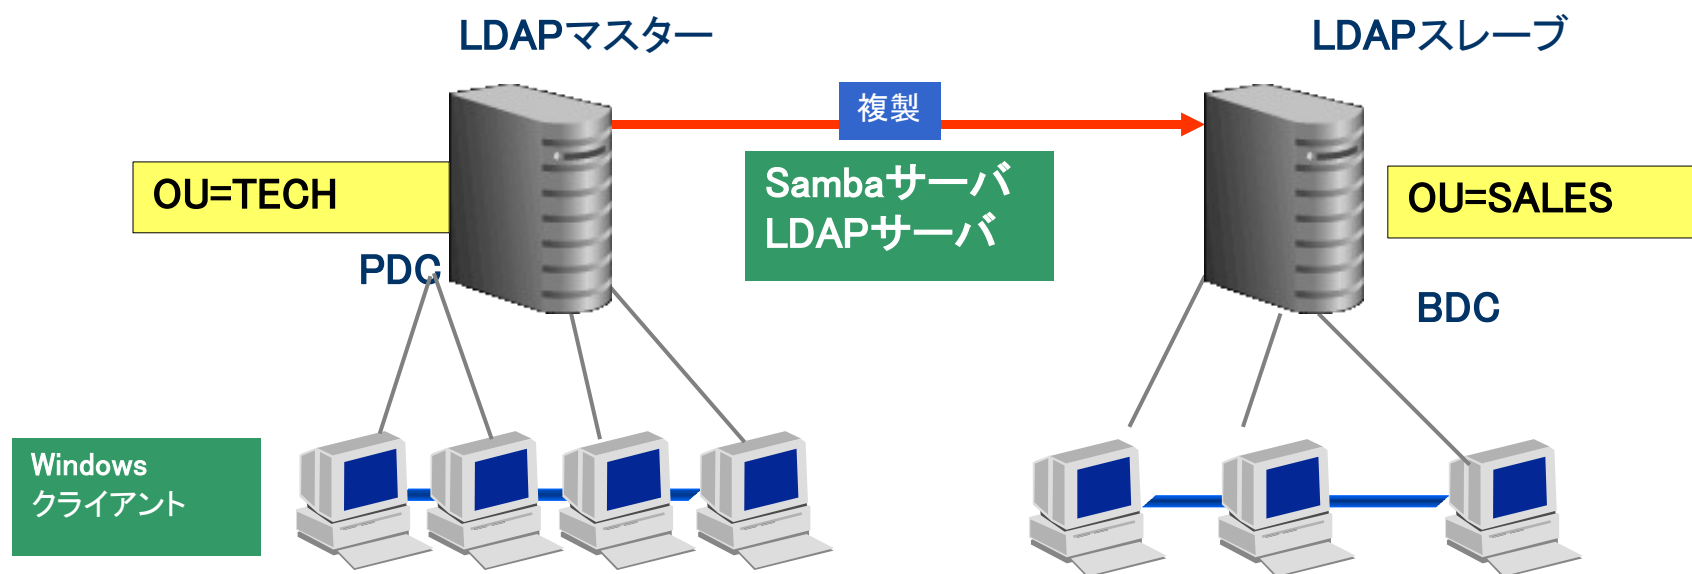 LDAPマスター
LDAPスレーブ
複製
Sambaサーバ
LDAPサーバ
OU=TECH
OU=SALES
PDC
BDC
Windows
クライアント